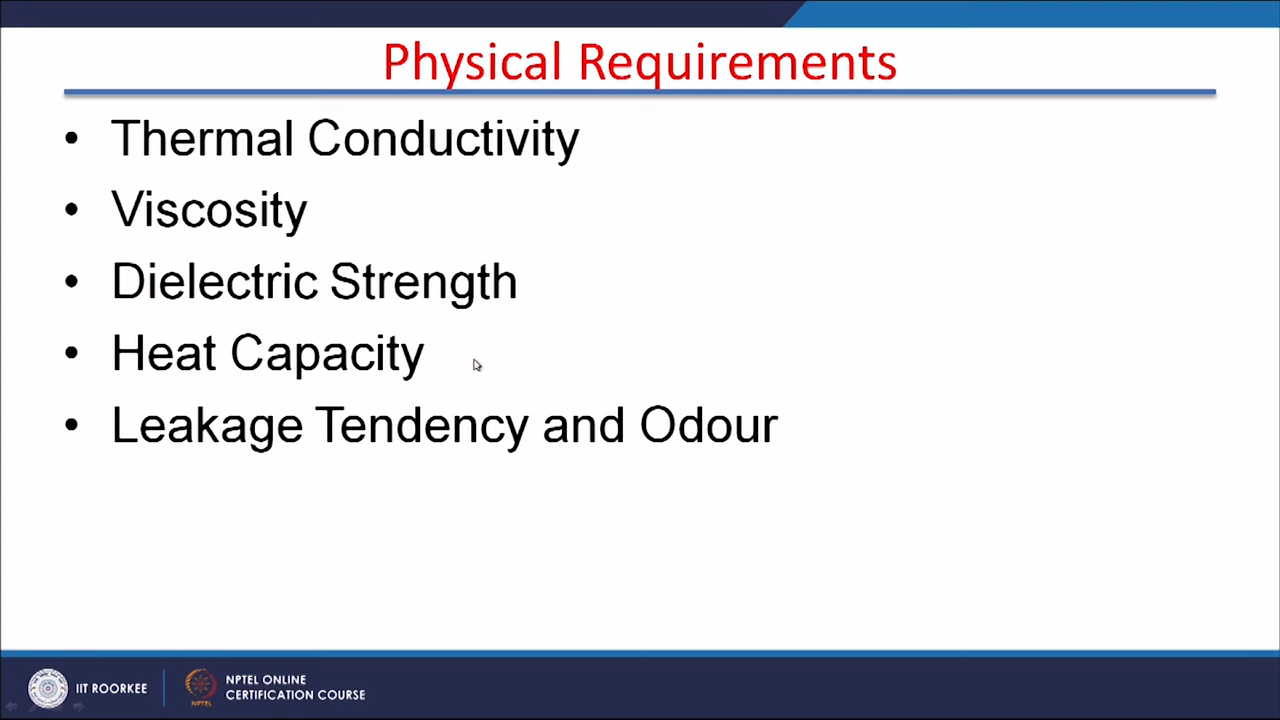 Physical Requirements
• Thermal Conductivity
• Viscosity
• Dielectric Strength
• Heat Capacity
• Leakage Tendency and Odour
IIT ROORKEE
NPTEL ONLINE
CERTIFICATION COURSE
NPTEL